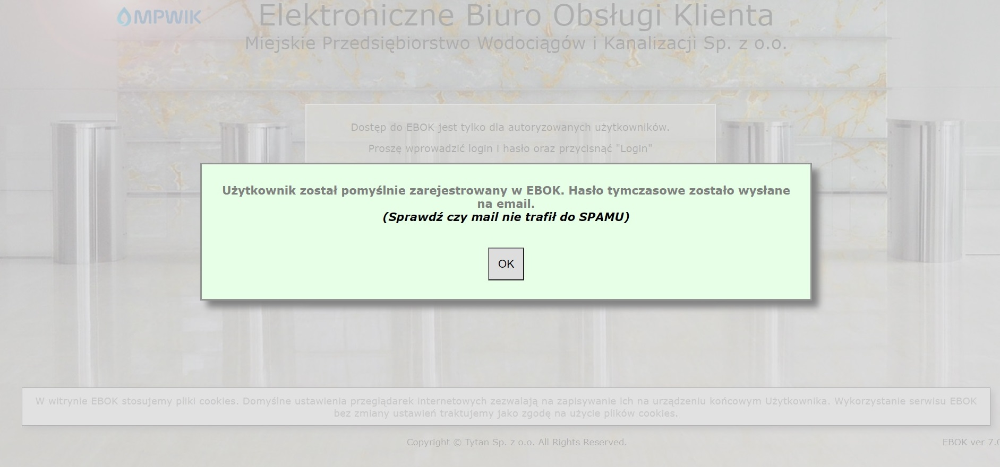 MPWIK
Elektroniczne Biuro Obsługi Klienta
Miejskie Przedsiębiorstwo Wodociągów i Kanalizacji Sp. z o.o.
Dostęp do EBOK jest tylko dla autoryzowanych użytkowników.
Proszę wprowadzić login i hasło oraz przycisnąć "Login"
Użytkownik został pomyślnie zarejestrowany w EBOK. Hasło tymczasowe zostało wysłane
na email.
(Sprawdź czy mail nie trafił do SPAMU)
OK
W witrynie EBOK stosujemy pliki cookies. Domyślne ustawienia przeglądarek internetowych zezwalają na zapisywanie ich na urządzeniu końcowym Użytkownika. Wykorzystanie serwisu EBOK
bez zmiany ustawień traktujemy jako zgodę na użycie plików cookies.
Copyright © Tytan Sp. z o.o. All Rights Reserved.
EBOK ver 7.0